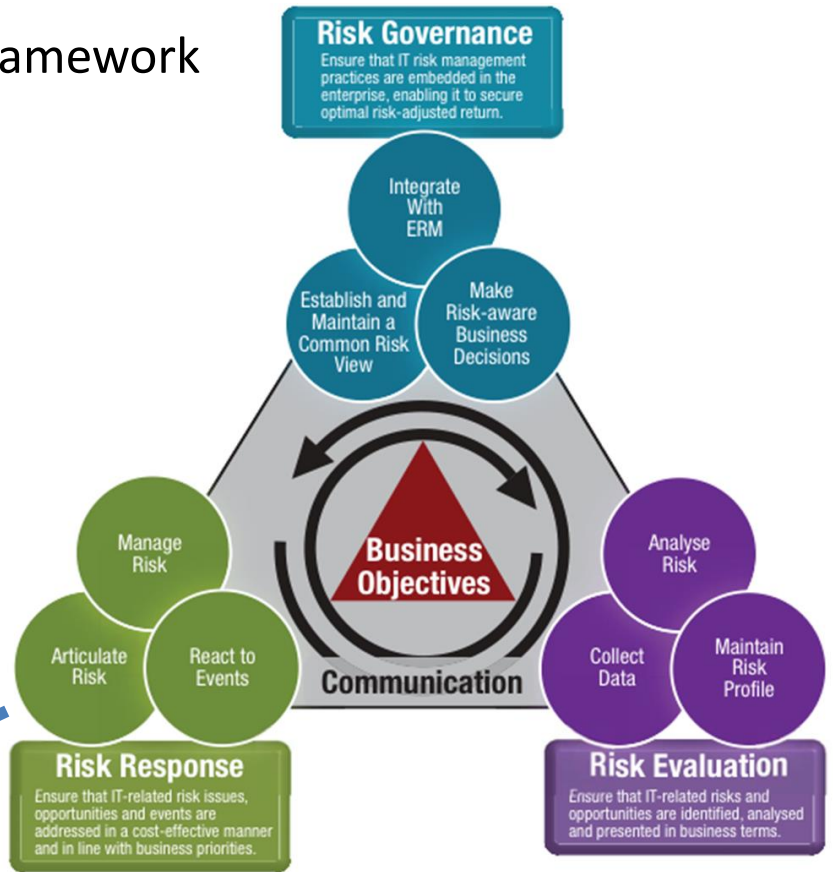 amework
Risk Governance
Ensure that IT risk management
practices are embedded in the
enterprise, enabling it to secure
optimal risk-adjusted return.
Integrate
With
ERM
Establish and
Maintain a
Common Risk
View
Make
Risk-aware
Business
Decisions
Business
Objectives
Communication
Manage
Risk
Articulate
Risk
React to
Events
Analyse
Risk
Collect
Data
Maintain
Risk
Profile
Risk Response
Ensure that IT-related risk issues,
opportunities and events are
addressed in a cost-effective manner
and in line with business priorities.
Risk Evaluation
Ensure that IT-related risks and
opportunities are identified, analysed
and presented in business terms.